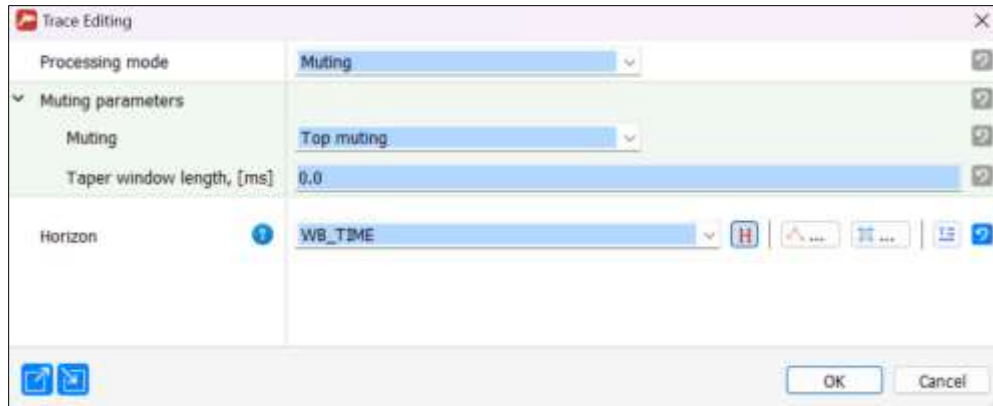 Trace Editing
Processing mode Muting
Muting parameters
Muting Top muting
Taper window length, [ms] 0.0
Horizon WB_TIME H ... ...
OK Cancel